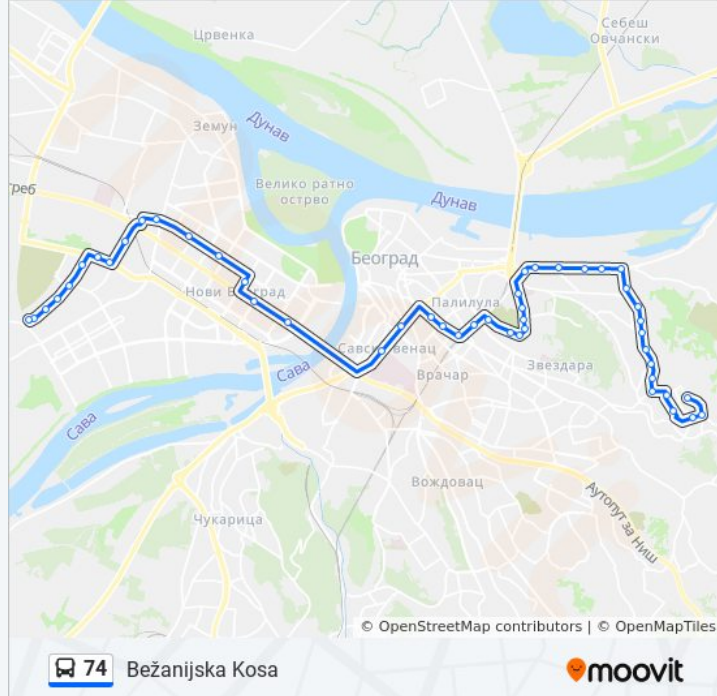 Црвенка
Себеш
Овчански
Дунав
Земун
Велико ратно
острво
Дунав
греб
Београд
Нови Београд
Палилула
Савски венац
Звездара
Сава
Врачар
Сава
Вождовац
Аутопут за Ниш
Чукарица
© OpenStreetMap contributors | © OpenMapTiles
74 Bežanijska Kosa
moovit